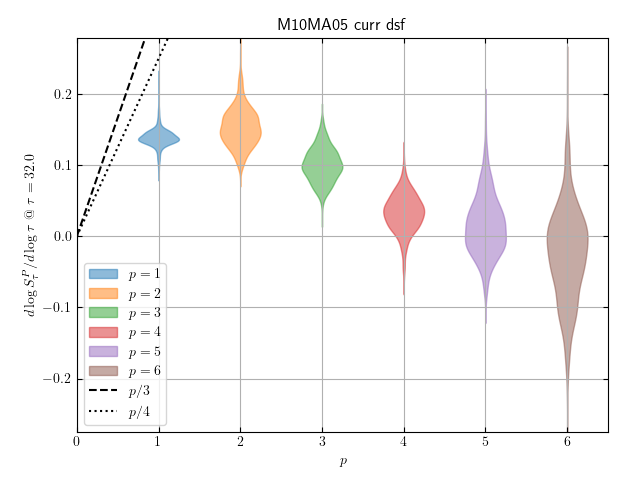 M10MA05 curr dsf
d log S_τ^p/d log τ @ τ = 32.0
0.2
0.1
0.0
−0.1
−0.2
p = 1
p = 2
p = 3
p = 4
p = 5
p = 6
p/3
p/4
0 1 2 3 4 5 6
p